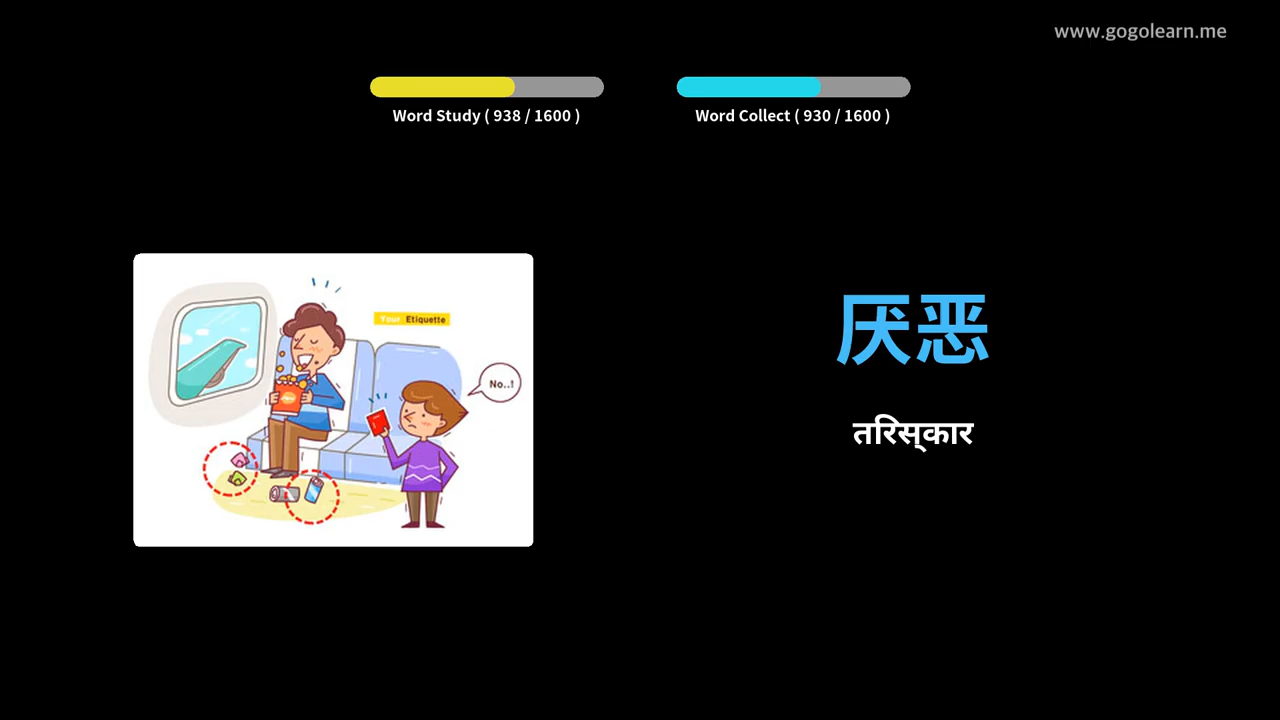 www.gogolearn.me
Word Study ( 938 / 1600 )
Word Collect ( 930 / 1600 )
Your Etiquette
No..!
厌恶
तरिस्कार